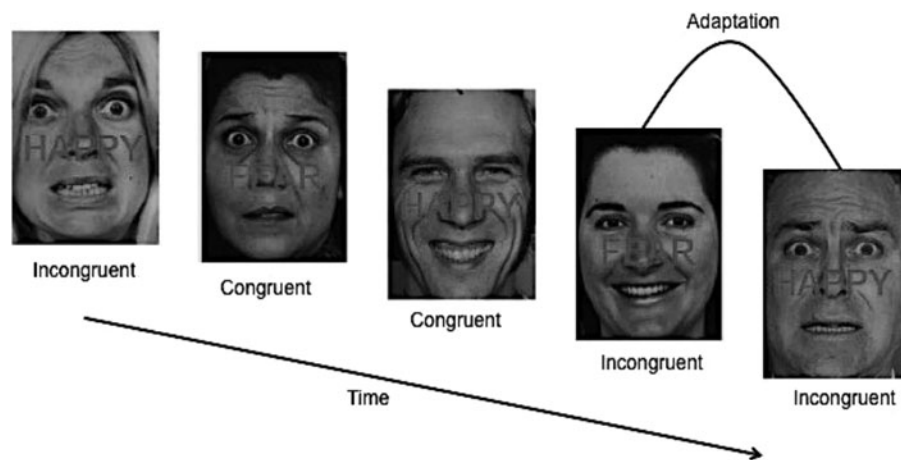 Adaptation
HAPPY
Incongruent
FEAR
Congruent
HAPPY
Congruent
FEAR
Incongruent
HAPPY
Incongruent
Time